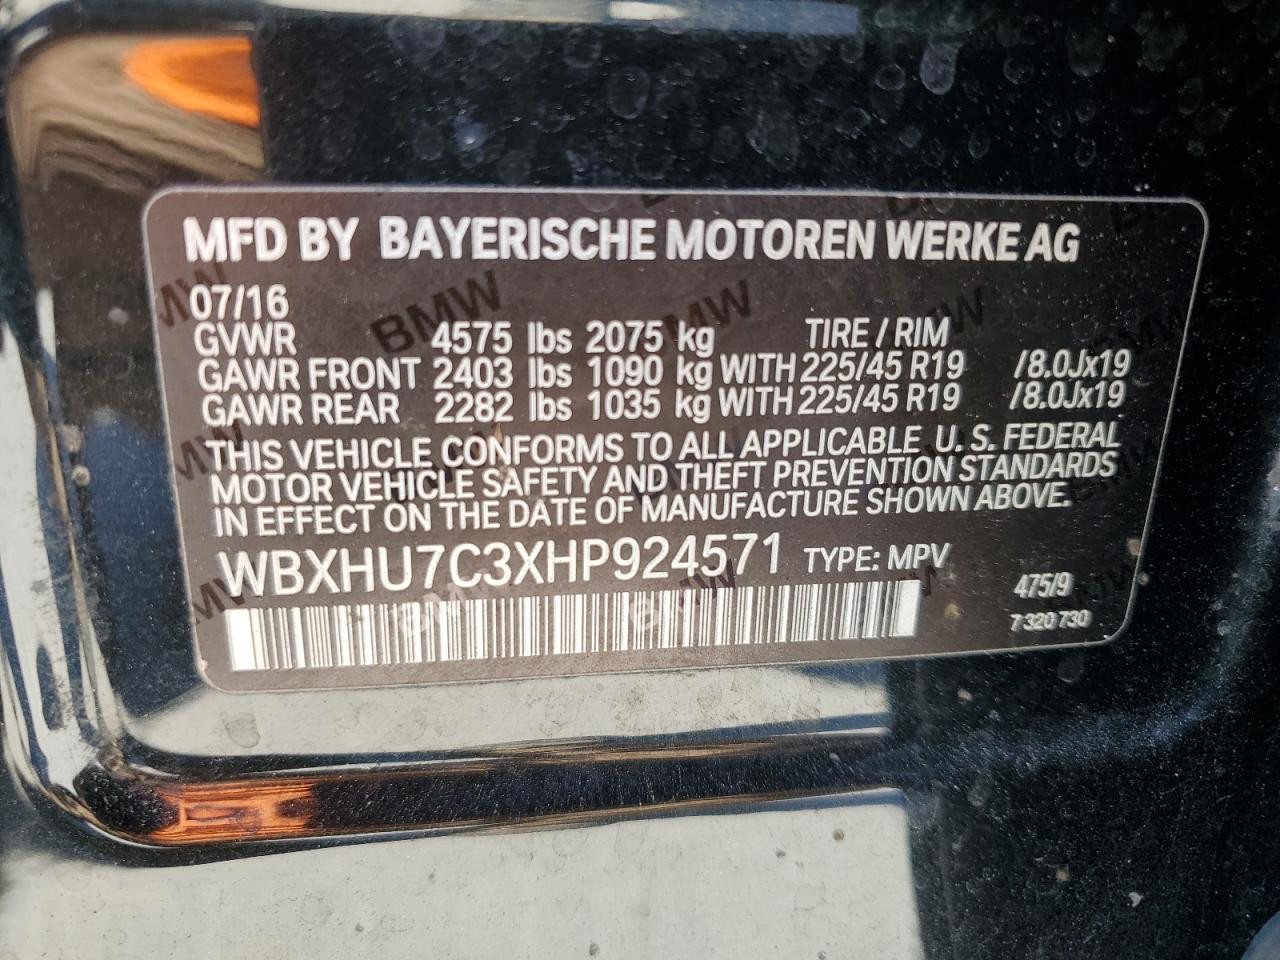 MFD BY BAYERISCHE MOTOREN WERKE AG
07/16
GVWR 4575 lbs 2075 kg TIRE / RIM
GAWR FRONT 2403 lbs 1090 kg WITH 225/45 R19 /8.0Jx19
GAWR REAR 2282 lbs 1035 kg WITH 225/45 R19 /8.0Jx19
THIS VEHICLE CONFORMS TO ALL APPLICABLE U.S. FEDERAL
MOTOR VEHICLE SAFETY AND THEFT PREVENTION STANDARDS
IN EFFECT ON THE DATE OF MANUFACTURE SHOWN ABOVE.
WBXHU7C3XHP924571 TYPE: MPV
475/9
7 320 730